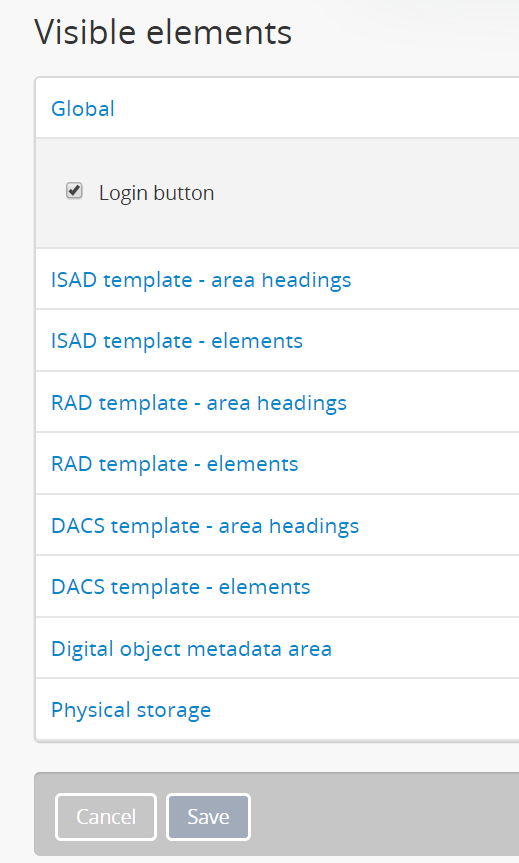 Visible elements
Global
Login button
ISAD template - area headings
ISAD template - elements
RAD template - area headings
RAD template - elements
DACS template - area headings
DACS template - elements
Digital object metadata area
Physical storage
Cancel Save